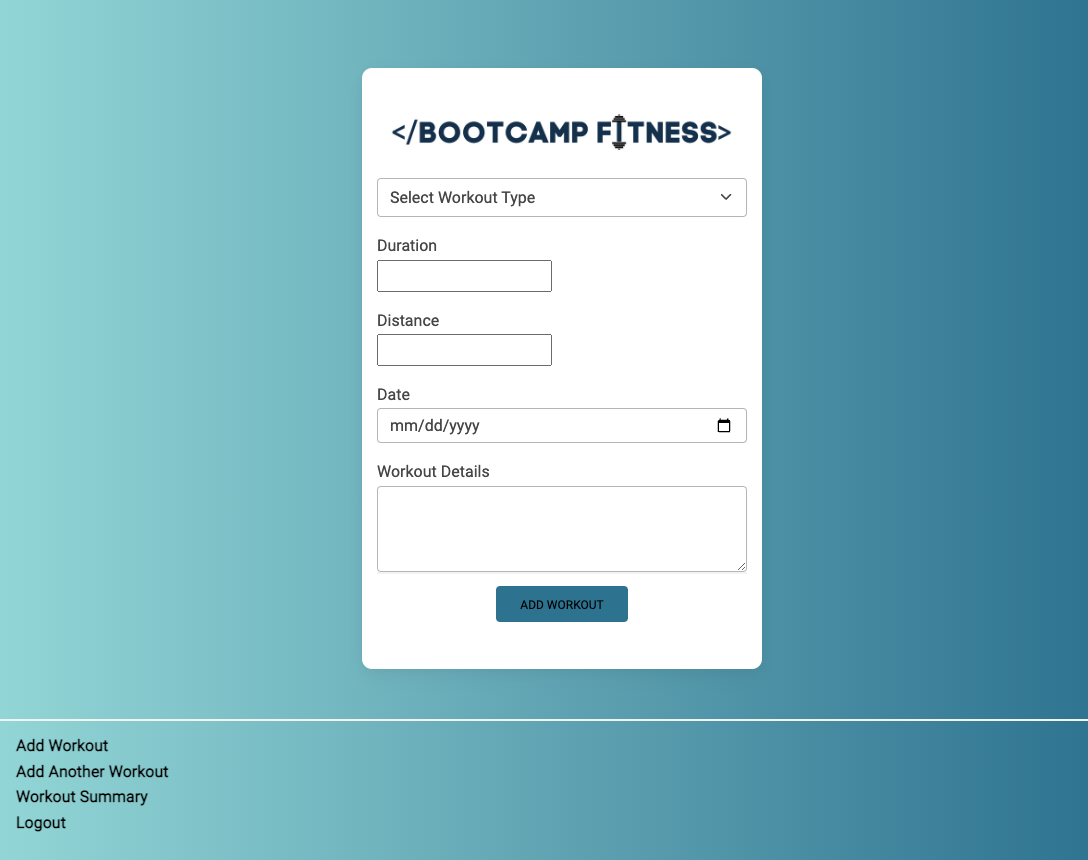 </BOOTCAMP FITNESS>
Select Workout Type
Duration
Distance
Date
mm/dd/yyyy
Workout Details
ADD WORKOUT
Add Workout
Add Another Workout
Workout Summary
Logout